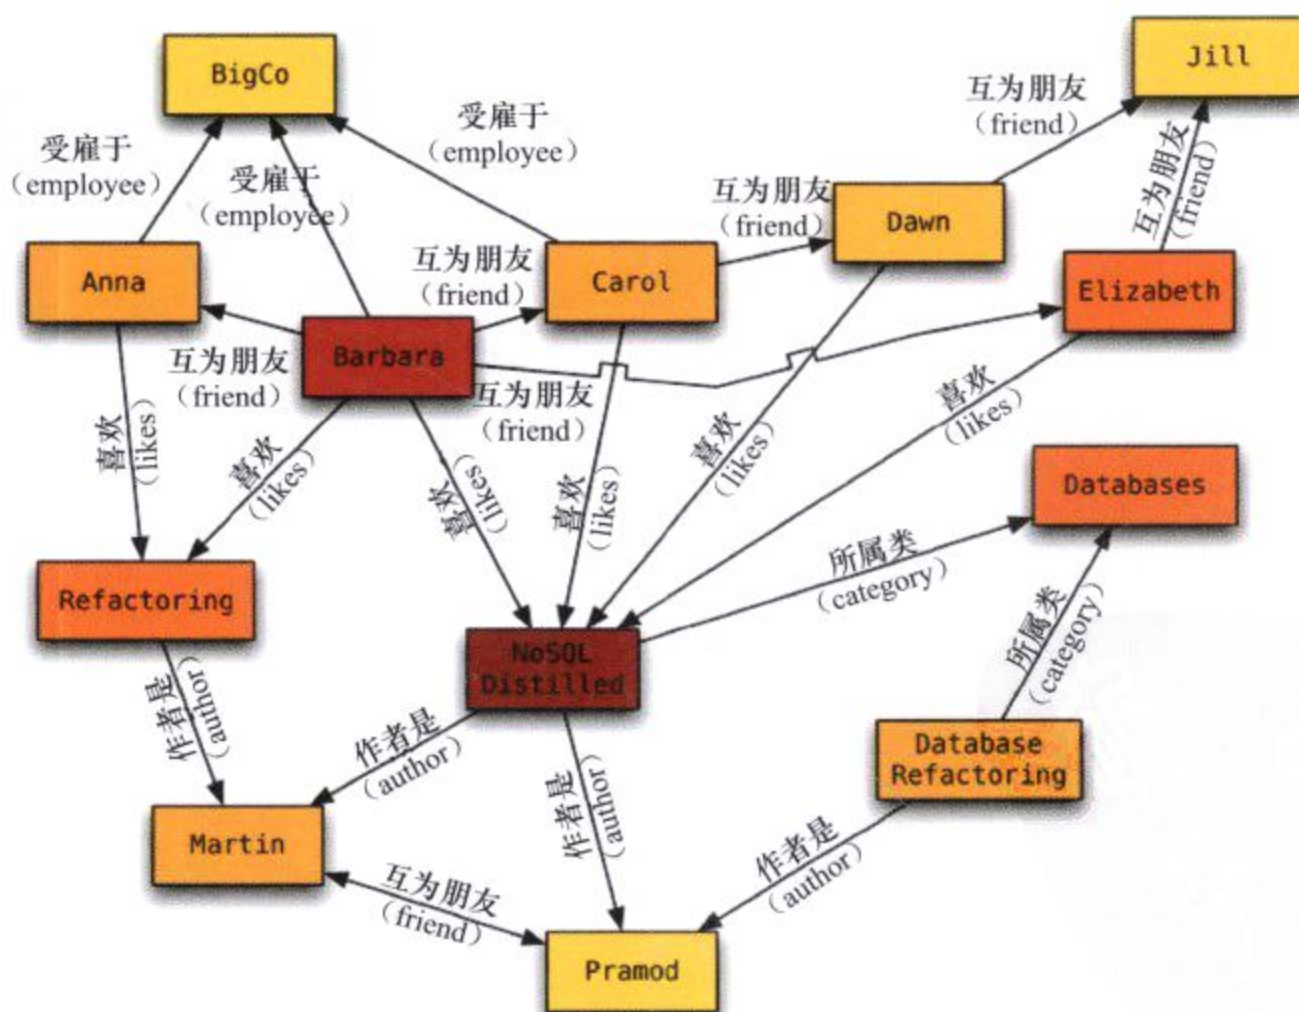 BigCo
Jill
受雇于
(employee)
受雇于
(employee)
受雇于
(employee)
互为朋友
(friend)
互为朋友
(friend)
互为朋友
(friend)
Dawn
Anna
互为朋友
(friend)
Carol
Elizabeth
Barbara
互为朋友
(friend)
互为朋友
(friend)
喜欢
(likes)
喜欢
(likes)
喜欢
(likes)
喜欢
(likes)
喜欢
(likes)
喜欢
(likes)
Databases
所属类
(category)
所属类
(category)
Refactoring
NoSQL
Distilled
作者是
(author)
作者是
(author)
作者是
(author)
Database
Refactoring
Martin
作者是
(author)
互为朋友
(friend)
Pramod